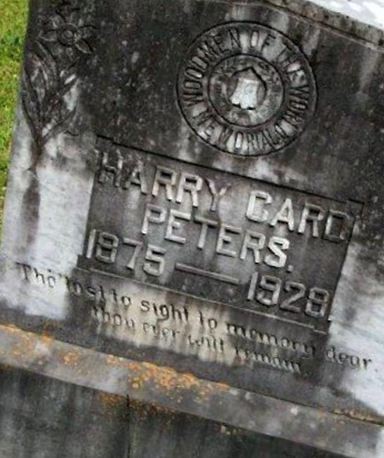 WOODMEN OF THE WORLD
MEMORIAL
HARRY CARD
PETERS.
1875 — 1928.
Tho' lost to sight to memory dear.
thou ever wilt remain.